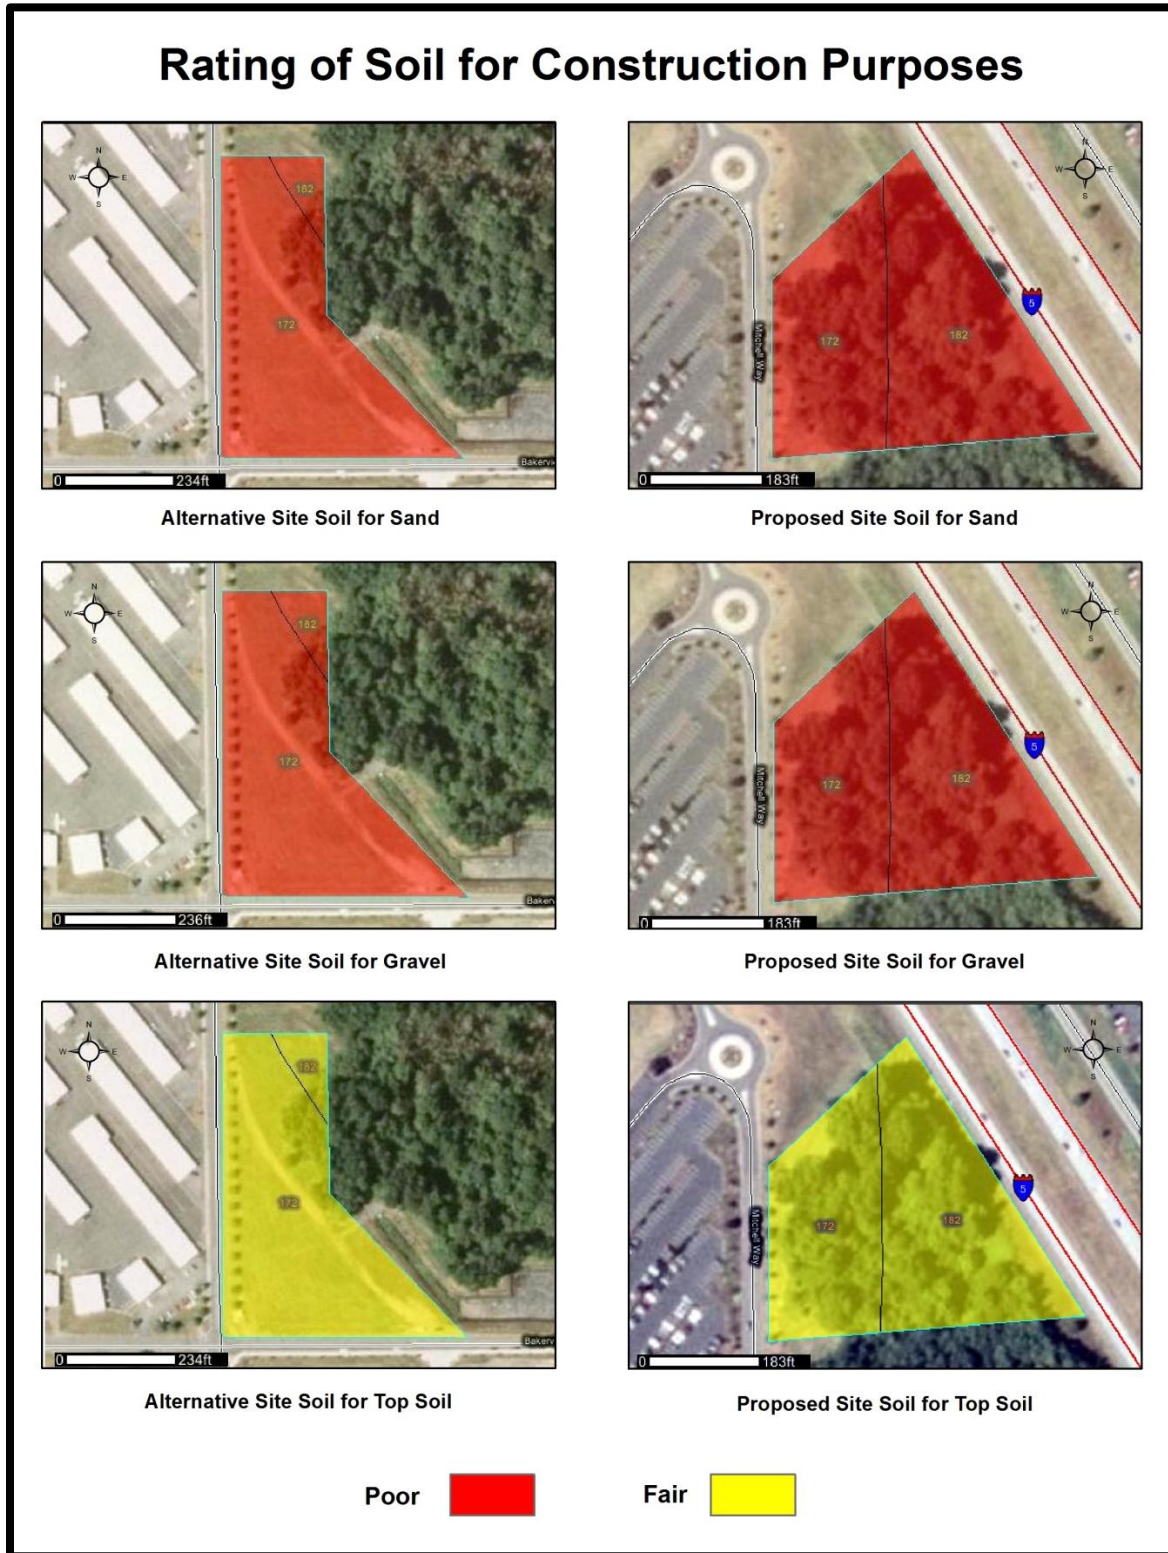 Rating of Soil for Construction Purposes
N
W E
S
182
172
0 234ft
Bakervi
Alternative Site Soil for Sand
N
W E
S
5
172
182
Mitchell Way
0 183ft
Proposed Site Soil for Sand
N
W E
S
182
172
0 236ft
Bakerv
Alternative Site Soil for Gravel
N
W E
S
5
172
182
Mitchell Way
0 183ft
Proposed Site Soil for Gravel
N
W E
S
182
172
0 234ft
Bakerv
Alternative Site Soil for Top Soil
N
W E
S
5
172
182
Mitchell Way
0 183ft
Proposed Site Soil for Top Soil
Poor
Fair